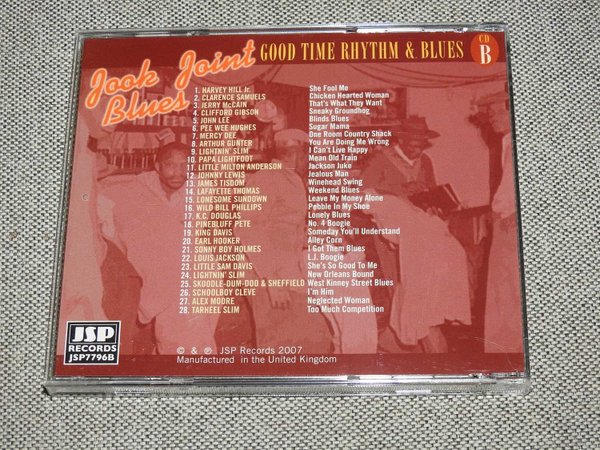 Jook Joint
Blues
GOOD TIME RHYTHM & BLUES
CD
B
1. HARVEY HILL Jr. She Fool Me
2. CLARENCE SAMUELS Chicken Hearted Woman
3. JERRY McCAIN That's What They Want
4. CLIFFORD GIBSON Sneaky Groundhog
5. JOHN LEE Blinds Blues
6. PEE WEE HUGHES Sugar Mama
7. MERCY DEE One Room Country Shack
8. ARTHUR GUNTER You Are Doing Me Wrong
9. LIGHTNIN' SLIM I Can't Live Happy
10. PAPA LIGHTFOOT Mean Old Train
11. LITTLE MILTON ANDERSON Jackson Juke
12. JOHNNY LEWIS Jealous Man
13. JAMES TISDOM Winehead Swing
14. LAFAYETTE THOMAS Weekend Blues
15. LONESOME SUNDOWN Leave My Money Alone
16. WILD BILL PHILLIPS Pebble In My Shoe
17. K.C. DOUGLAS Lonely Blues
18. PINEBLUFF PETE No. 4 Boogie
19. KING DAVIS Someday You'll Understand
20. EARL HOOKER Alley Corn
21. SONNY BOY HOLMES I Got Them Blues
22. LOUIS JACKSON L.J. Boogie
23. LITTLE SAM DAVIS She's So Good To Me
24. LIGHTNIN' SLIM New Orleans Bound
25. SKOODLE-DUM-DOO & SHEFFIELD West Kinney Street Blues
26. SCHOOLBOY CLEVE I'm Him
27. ALEX MOORE Neglected Woman
28. TARHEEL SLIM Too Much Competition
JSP
RECORDS
JSP7796B
© & ℗ JSP Records 2007
Manufactured in the United Kingdom